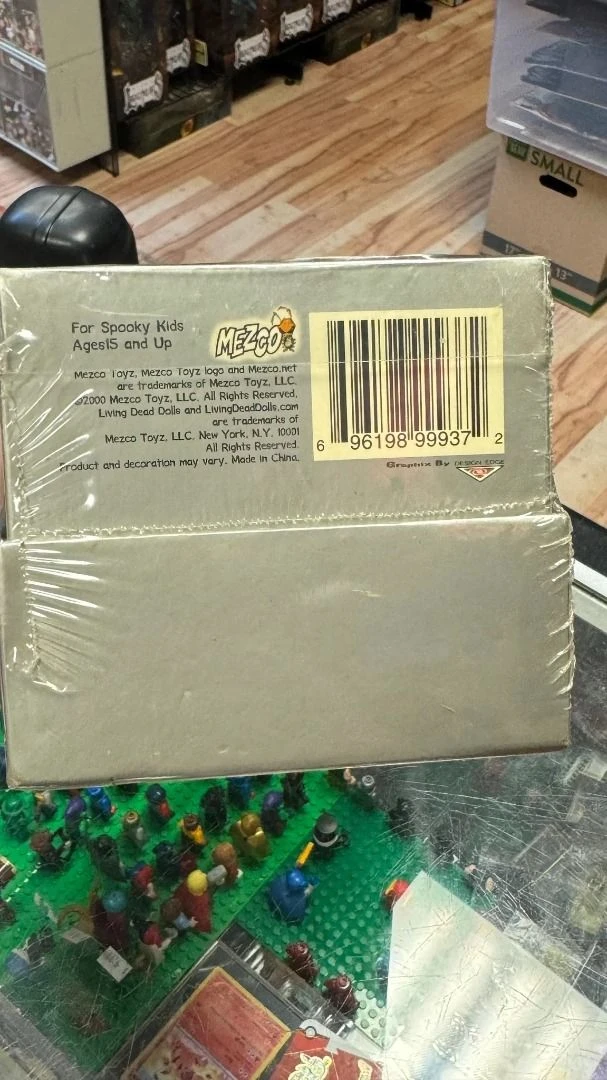 SMALL
13"
For Spooky Kids
Ages15 and Up
MEZCO
Mezco Toyz, Mezco Toyz logo and Mezco.net
are trademarks of Mezco Toyz, LLC.
©2000 Mezco Toyz, LLC. All Rights Reserved,
Living Dead Dolls and LivingDeadDolls.com
are trademarks of
Mezco Toyz, LLC. New York, N.Y. 10001
All Rights Reserved.
Product and decoration may vary. Made in China.
6 96198 99937 2
Graphix By DESIGN EDGE